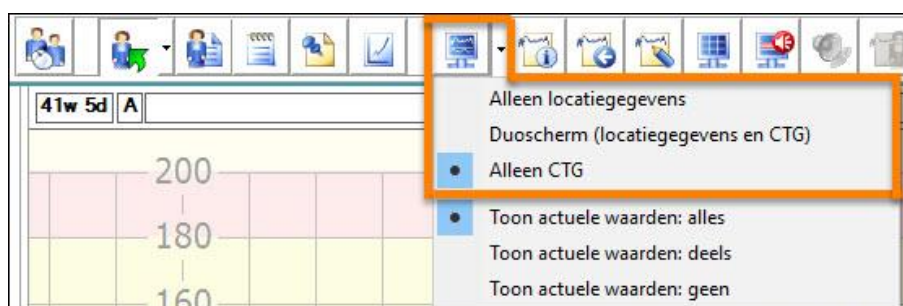 41w 5d A
Alleen locatiegegevens
Duoscherm (locatiegegevens en CTG)
Alleen CTG
Toon actuele waarden: alles
Toon actuele waarden: deels
Toon actuele waarden: geen
200
180
160